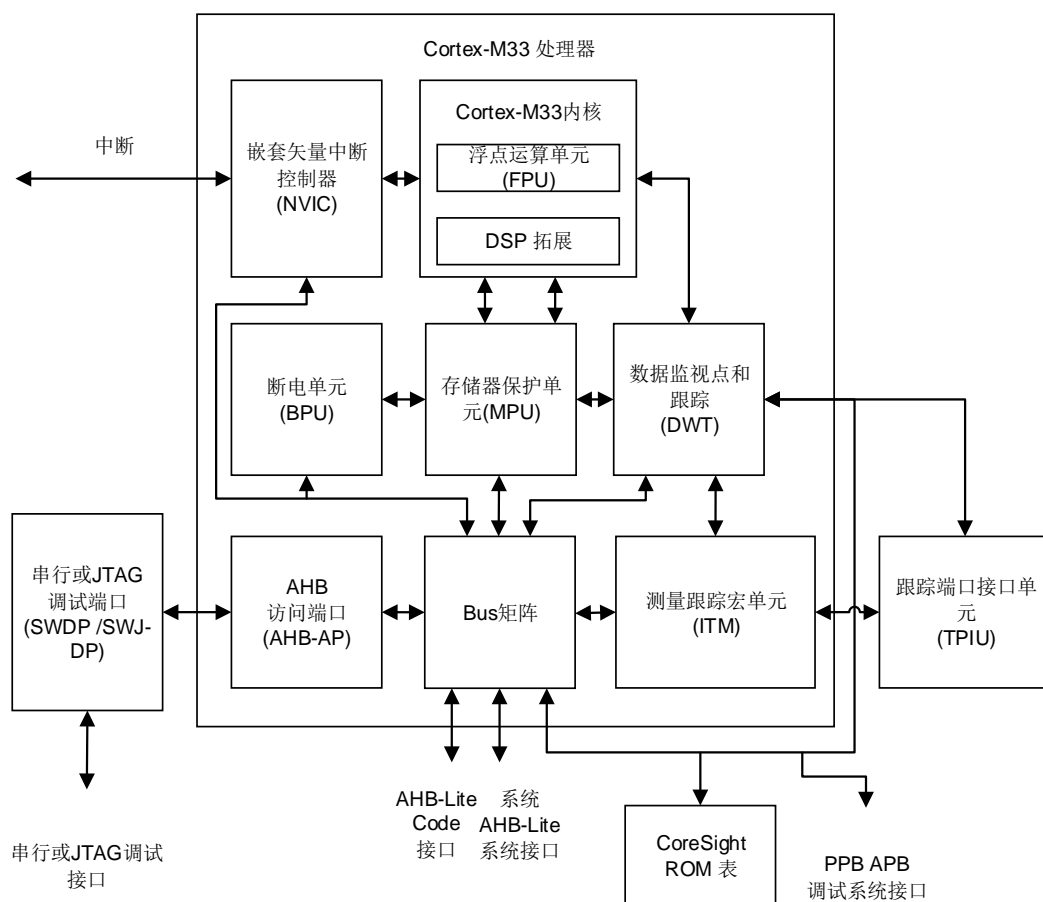 Cortex-M33 处理器
中断
嵌套矢量中断
控制器
(NVIC)
Cortex-M33内核
浮点运算单元
(FPU)
DSP 拓展
断电单元
(BPU)
存储器保护单
元(MPU)
数据监视点和
跟踪
(DWT)
串行或JTAG
调试端口
(SWDP /SWJ-
DP)
AHB
访问端口
(AHB-AP)
Bus矩阵
测量跟踪宏单元
(ITM)
跟踪端口接口单
元
(TPIU)
串行或JTAG调试
接口
AHB-Lite
Code
接口
系统
AHB-Lite
系统接口
CoreSight
ROM 表
PPB APB
调试系统接口